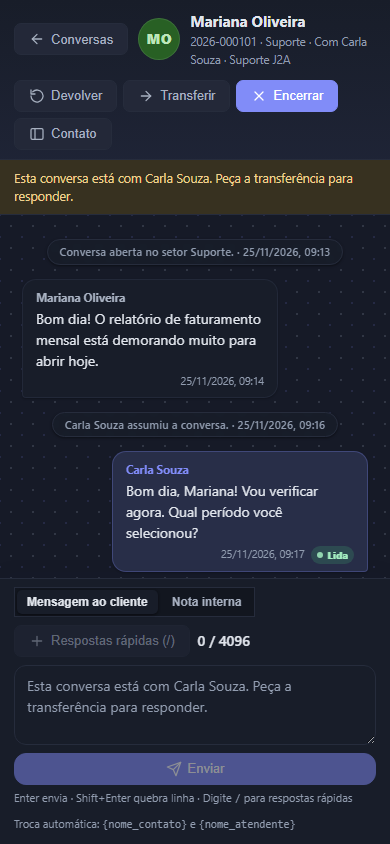 Conversas
MO
Mariana Oliveira
2026-000101 · Suporte · Com Carla
Souza · Suporte J2A
Devolver
Transferir
Encerrar
Contato
Esta conversa está com Carla Souza. Peça a transferência para
responder.
Conversa aberta no setor Suporte. · 25/11/2026, 09:13
Mariana Oliveira
Bom dia! O relatório de faturamento
mensal está demorando muito para
abrir hoje.
25/11/2026, 09:14
Carla Souza assumiu a conversa. · 25/11/2026, 09:16
Carla Souza
Bom dia, Mariana! Vou verificar
agora. Qual período você
selecionou?
25/11/2026, 09:17 Lida
Mensagem ao cliente Nota interna
Respostas rápidas (/) 0 / 4096
Esta conversa está com Carla Souza. Peça a
transferência para responder.
Enviar
Enter envia · Shift+Enter quebra linha · Digite / para respostas rápidas
Troca automática: {nome_contato} e {nome_atendente}